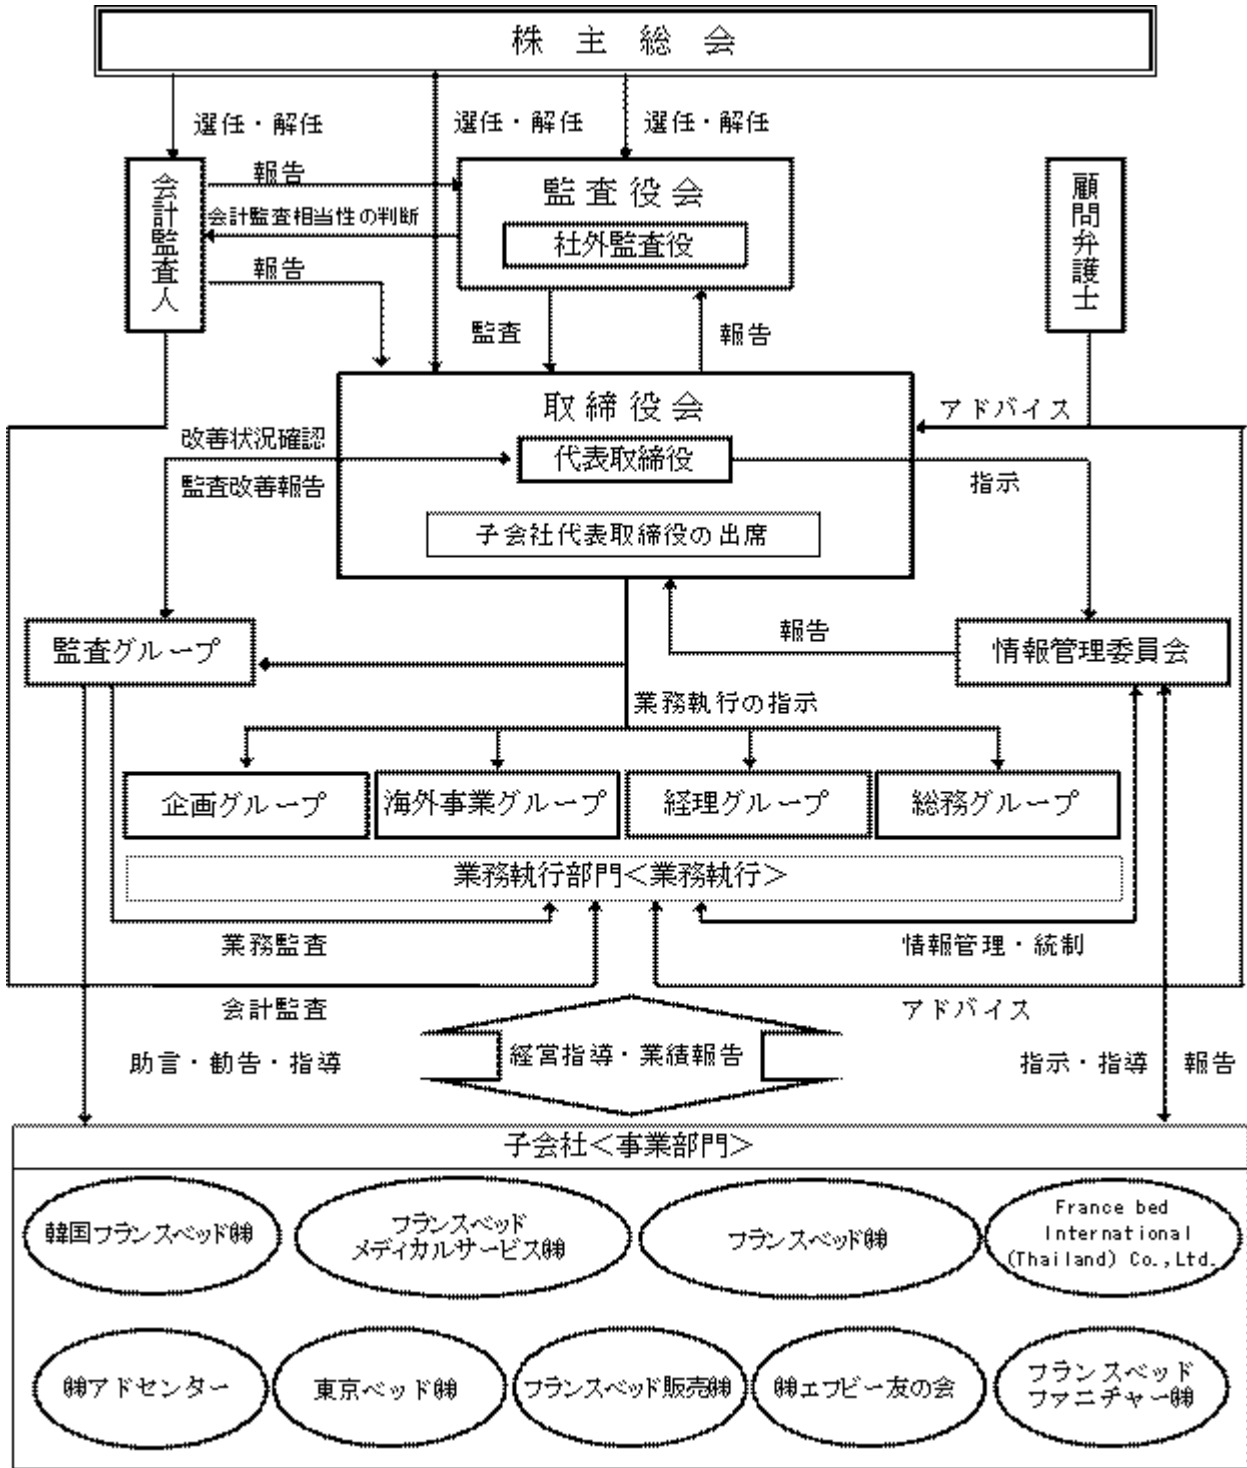 株主総会
選任・解任
選任・解任
選任・解任
会計監査人
報告
会計監査相当性の判断
報告
監査役会
社外監査役
顧問弁護士
監査
報告
取締役会
代表取締役
子会社代表取締役の出席
改善状況確認
監査改善報告
アドバイス
指示
監査グループ
報告
情報管理委員会
業務執行の指示
企画グループ
海外事業グループ
経理グループ
総務グループ
業務執行部門<業務執行>
業務監査
情報管理・統制
会計監査
アドバイス
助言・勧告・指導
経営指導・業績報告
指示・指導
報告
子会社<事業部門>
韓国フランスベッド㈱
フランスベッド
メディカルサービス㈱
フランスベッド㈱
France bed
International
(Thailand) Co.,Ltd.
㈱アドセンター
東京ベッド㈱
フランスベッド販売㈱
㈱エフビー友の会
フランスベッド
ファニチャー㈱